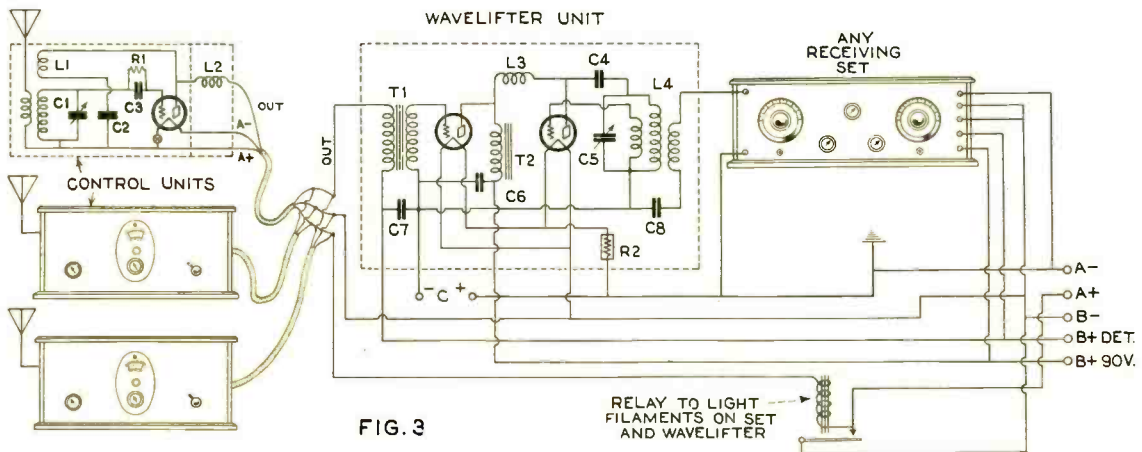 WAVELIFTER UNIT
ANY
RECEIVING
SET
L1
R1
C1
C3
C2
L2
OUT
A-
A+
CONTROL UNITS
OUT
T1
L3
C4
L4
T2
C5
C6
C7
C8
R2
- C +
A-
A+
B-
B+ DET.
B+ 90V.
RELAY TO LIGHT
FILAMENTS ON SET
AND WAVELIFTER
FIG. 3